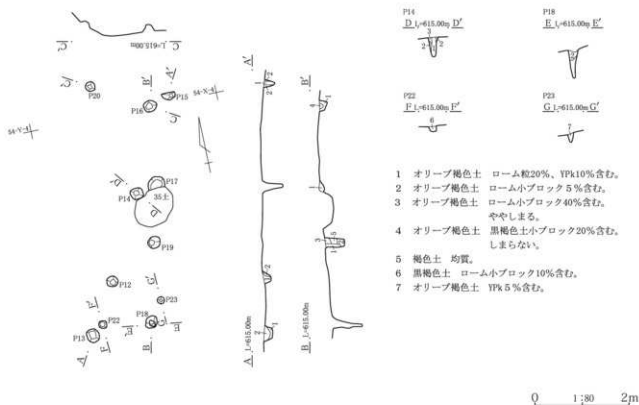 C L=615.00m C'
P20
B'
A'
P15
P16
C'
C
54-V-4
54-V-4
P17
P14
35土
D'
D
P19
P12
G'
P23
F'
P22
P18
P13
E'
E
G
A
F
B
A'
B'
A L=615.00m
B L=615.00m
P14
D L=615.00m D'
P18
E L=615.00m E'
P22
F L=615.00m F'
P23
G L=615.00m G'
1 オリーブ褐色土 ローム粒20%、YPk10%含む。
2 オリーブ褐色土 ローム小ブロック5%含む。
3 オリーブ褐色土 ローム小ブロック40%含む。
ややしまる。
4 オリーブ褐色土 黒褐色土小ブロック20%含む。
しまらない。
5 褐色土 均質。
6 黒褐色土 ローム小ブロック10%含む。
7 オリーブ褐色土 YPk5%含む。
0 1:80 2m